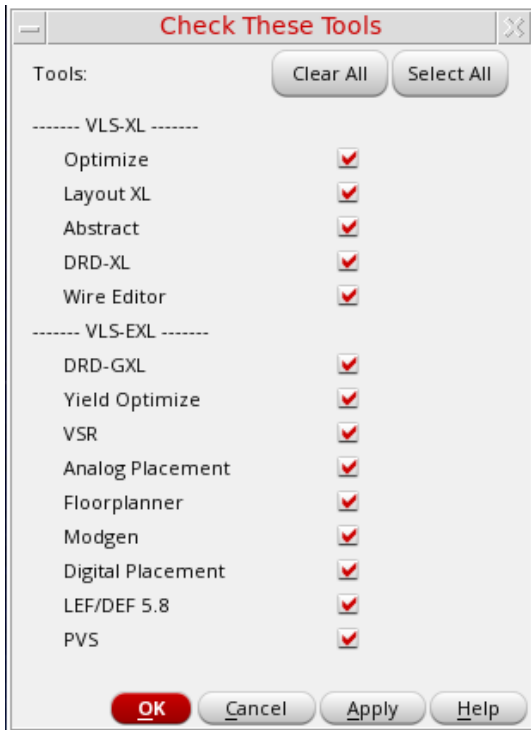 Check These Tools
Tools: Clear All Select All
------- VLS-XL -------
Optimize
Layout XL
Abstract
DRD-XL
Wire Editor
------- VLS-EXL -------
DRD-GXL
Yield Optimize
VSR
Analog Placement
Floorplanner
Modgen
Digital Placement
LEF/DEF 5.8
PVS
OK Cancel Apply Help